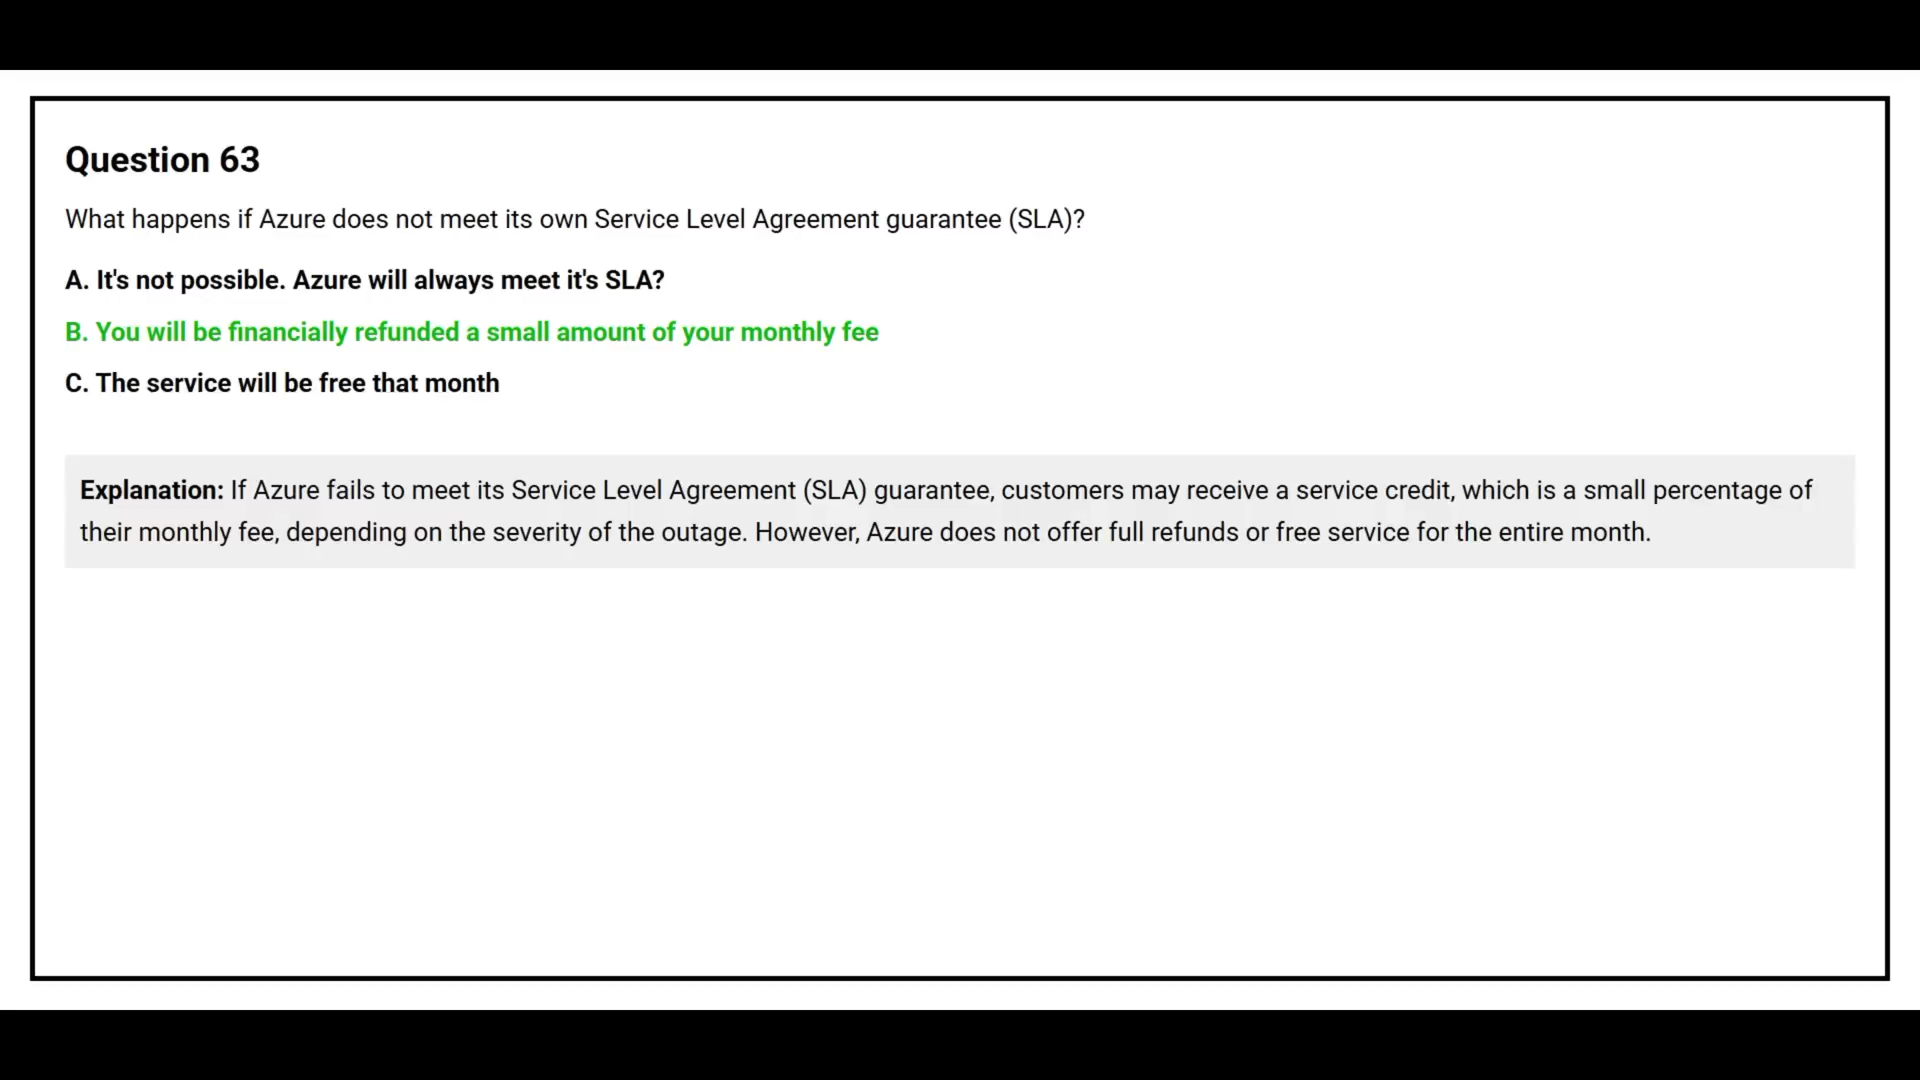 Question 63
What happens if Azure does not meet its own Service Level Agreement guarantee (SLA)?
A. It's not possible. Azure will always meet it's SLA?
B. You will be financially refunded a small amount of your monthly fee
C. The service will be free that month
Explanation: If Azure fails to meet its Service Level Agreement (SLA) guarantee, customers may receive a service credit, which is a small percentage of
their monthly fee, depending on the severity of the outage. However, Azure does not offer full refunds or free service for the entire month.